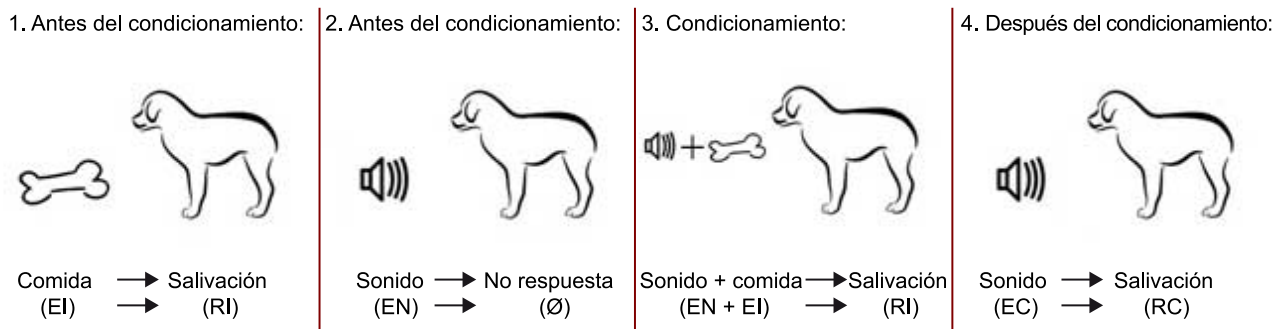 1. Antes del condicionamiento:
Comida → Salivación
(EI) → (RI)
2. Antes del condicionamiento:
Sonido → No respuesta
(EN) → (Ø)
3. Condicionamiento:
Sonido + comida → Salivación
(EN + EI) → (RI)
4. Después del condicionamiento:
Sonido → Salivación
(EC) → (RC)